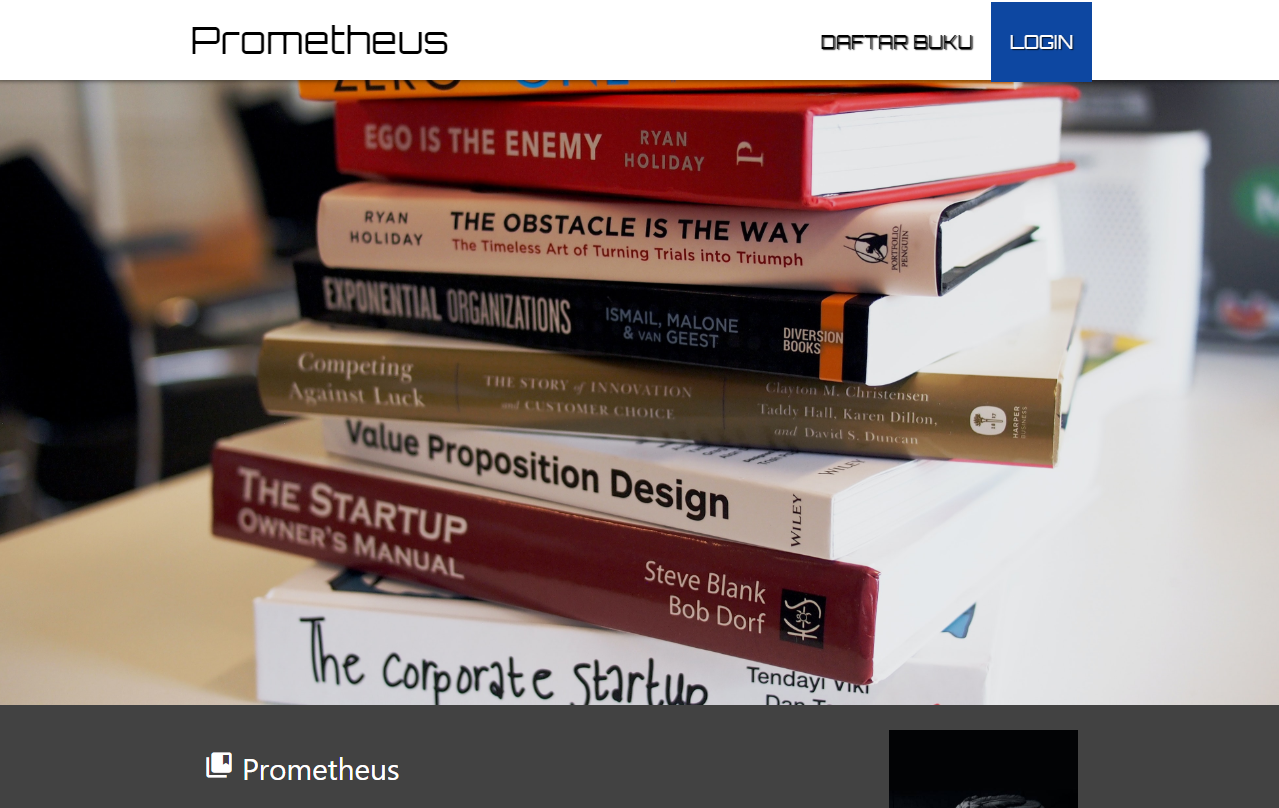 Prometheus
DAFTAR BUKU
LOGIN
ZERO ONE
EGO IS THE ENEMY
RYAN
HOLIDAY
P
RYAN
HOLIDAY
THE OBSTACLE IS THE WAY
The Timeless Art of Turning Trials into Triumph
PORTFOLIO
PENGUIN
EXPONENTIAL ORGANIZATIONS
ISMAIL, MALONE
& VAN GEEST
DIVERSION
BOOKS
Competing
Against Luck
THE STORY of INNOVATION
and CUSTOMER CHOICE
Clayton M. Christensen
Taddy Hall, Karen Dillon,
and David S. Duncan
HARPER
BUSINESS
Value Proposition Design
WILEY
WILEY
THE STARTUP
OWNER'S MANUAL
Steve Blank
Bob Dorf
K&S
The corporate startup
Tendayi Viki
Dan
Prometheus